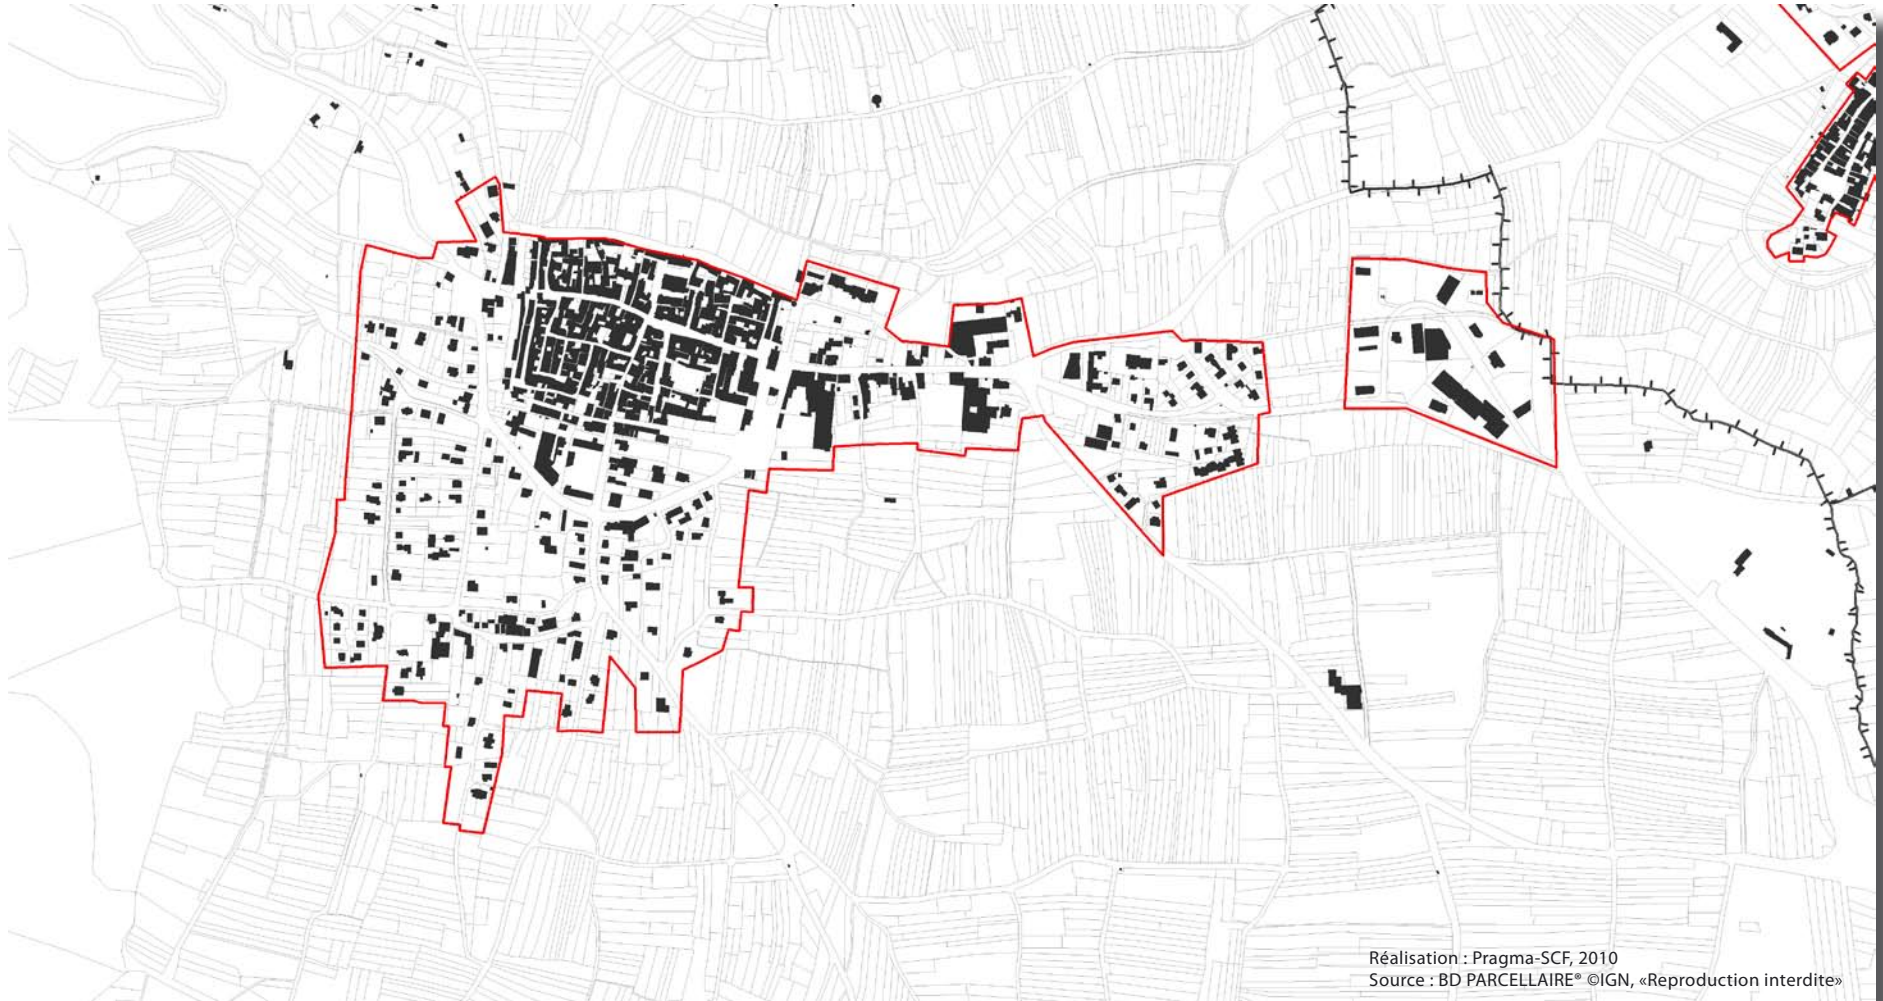 Réalisation : Pragma-SCF, 2010
Source : BD PARCELLAIRE® ©IGN, «Reproduction interdite»